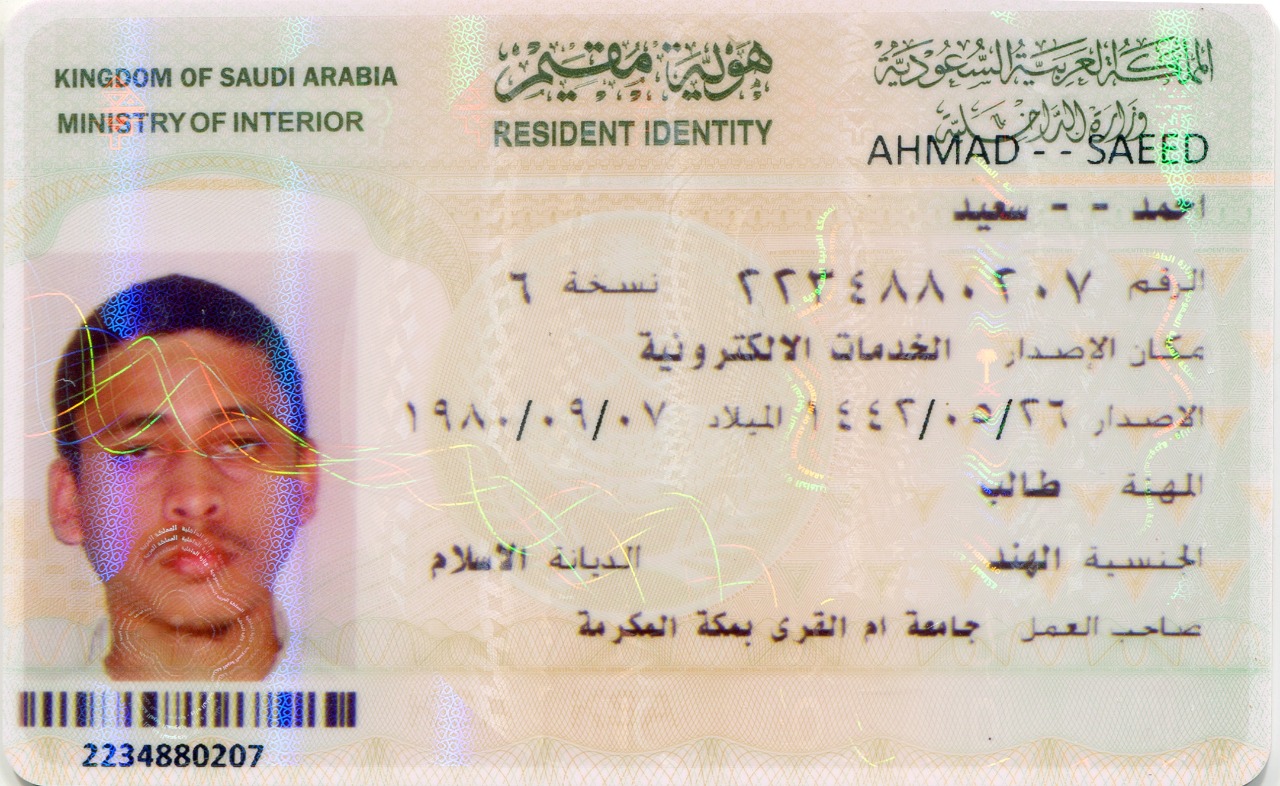 KINGDOM OF SAUDI ARABIA
MINISTRY OF INTERIOR
هوية مقيم
RESIDENT IDENTITY
المملكة العربية السعودية
وزارة الداخلية
AHMAD - - SAEED
احمد - - سعيد
الرقم ٢٢٣٤٨٨٠٢٠٧ نسخة ٦
مكان الإصدار الخدمات الالكترونية
الاصدار ١٤٤٢/٠٥/٢٦ الميلاد ١٩٨٠/٠٩/٠٧
المهنة طالب
الجنسية الهند الديانة الاسلام
صاحب العمل جامعة ام القرى بمكة المكرمة
2234880207